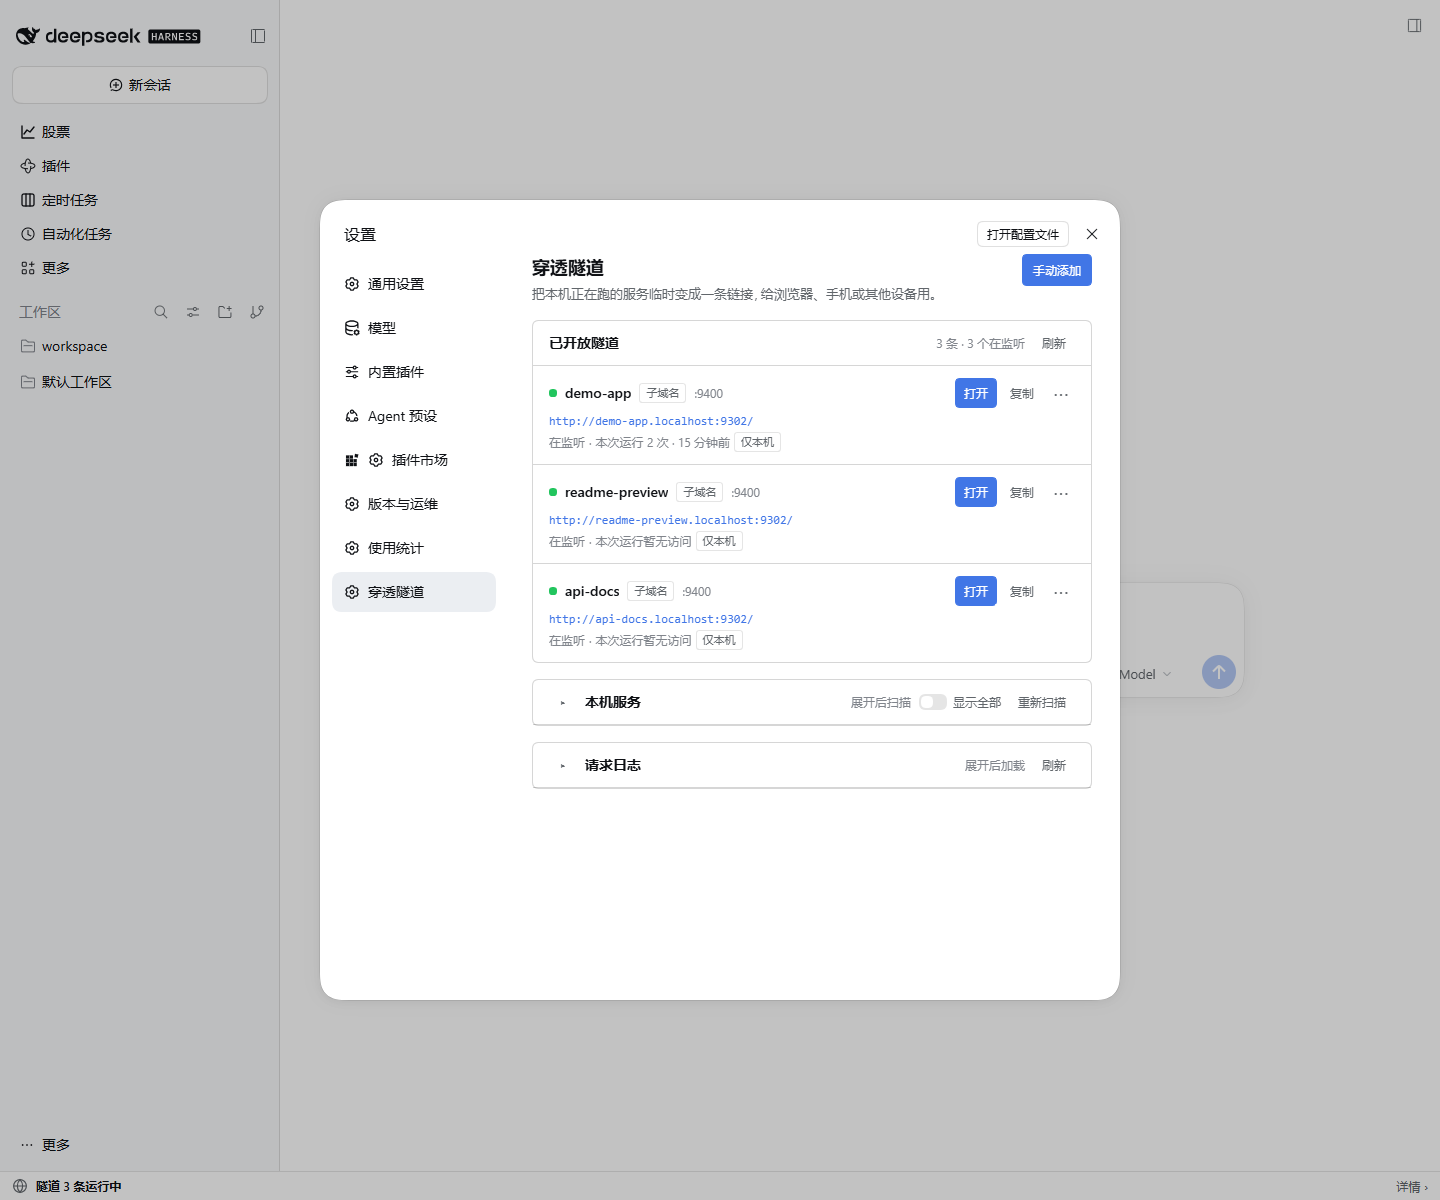 deepseek HARNESS
新会话
股票
插件
定时任务
自动化任务
更多
工作区
workspace
默认工作区
更多
隧道 3 条运行中
详情 ›
设置
打开配置文件
通用设置
模型
内置插件
Agent 预设
插件市场
版本与运维
使用统计
穿透隧道
穿透隧道
手动添加
把本机正在跑的服务临时变成一条链接, 给浏览器、手机或其他设备用。
已开放隧道
3 条 · 3 个在监听
刷新
demo-app 子域名 :9400
打开 复制 ···
http://demo-app.localhost:9302/
在监听 · 本次运行 2 次 · 15 分钟前 仅本机
readme-preview 子域名 :9400
打开 复制 ···
http://readme-preview.localhost:9302/
在监听 · 本次运行暂无访问 仅本机
api-docs 子域名 :9400
打开 复制 ···
http://api-docs.localhost:9302/
在监听 · 本次运行暂无访问 仅本机
本机服务
展开后扫描 显示全部 重新扫描
请求日志
展开后加载 刷新
Model